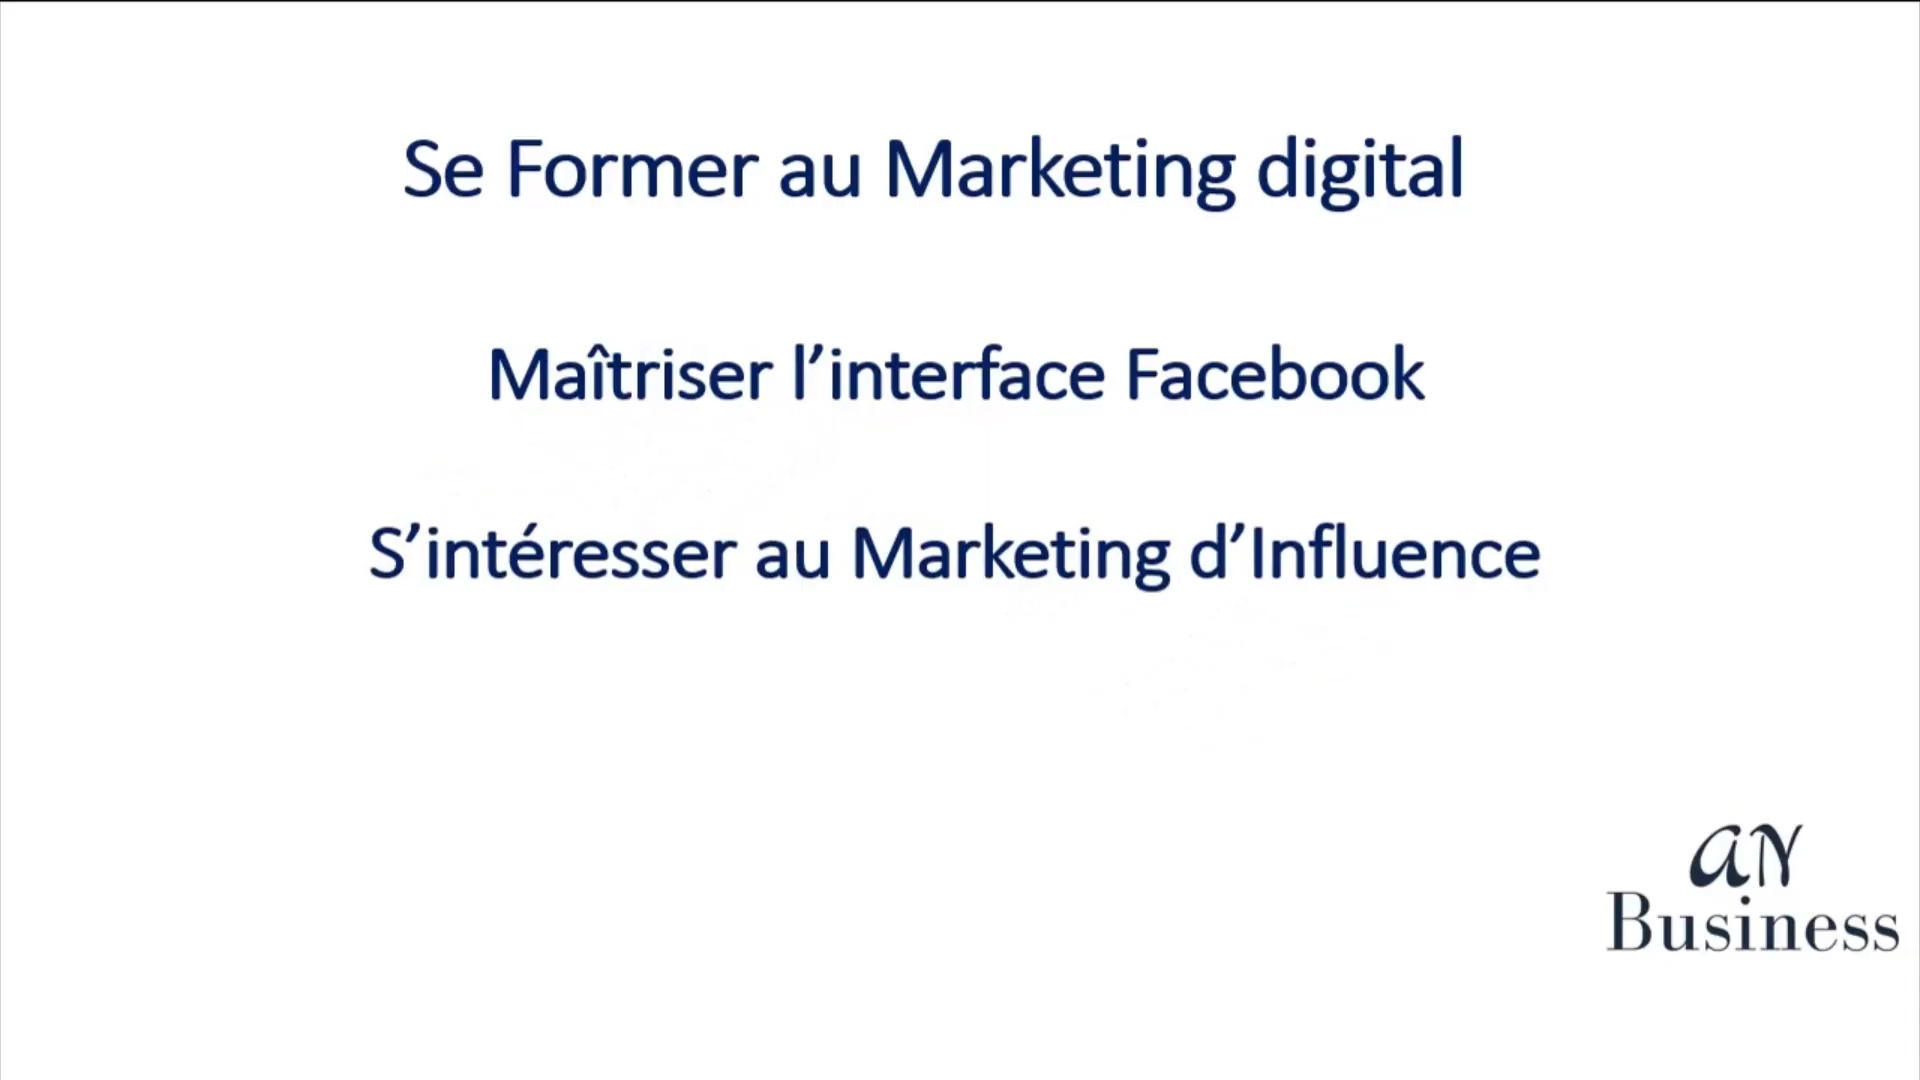 Se Former au Marketing digital
Maîtriser l’interface Facebook
S’intéresser au Marketing d’Influence
an
Business